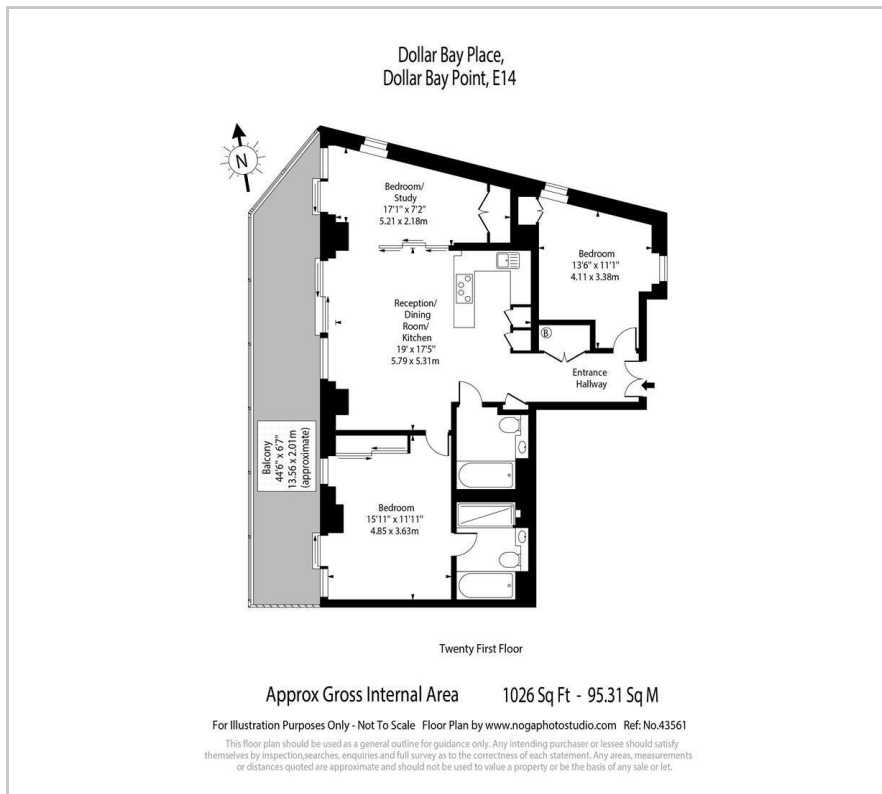 Dollar Bay Place,
Dollar Bay Point, E14
N
Bedroom/
Study
17'1" x 7'2"
5.21 x 2.18m
Bedroom
13'6" x 11'1"
4.11 x 3.38m
Reception/
Dining
Room/
Kitchen
19' x 17'5"
5.79 x 5.31m
B
Entrance
Hallway
Balcony
44'6" x 6'7"
13.56 x 2.01m
(approximate)
Bedroom
15'11" x 11'11"
4.85 x 3.63m
Twenty First Floor
Approx Gross Internal Area 1026 Sq Ft - 95.31 Sq M
For Illustration Purposes Only - Not To Scale Floor Plan by www.nogaphotostudio.com Ref: No.43561
This floor plan should be used as a general outline for guidance only. Any intending purchaser or lessee should satisfy
themselves by inspection,searches, enquiries and full survey as to the correctness of each statement. Any areas, measurements
or distances quoted are approximate and should not be used to value a property or be the basis of any sale or let.